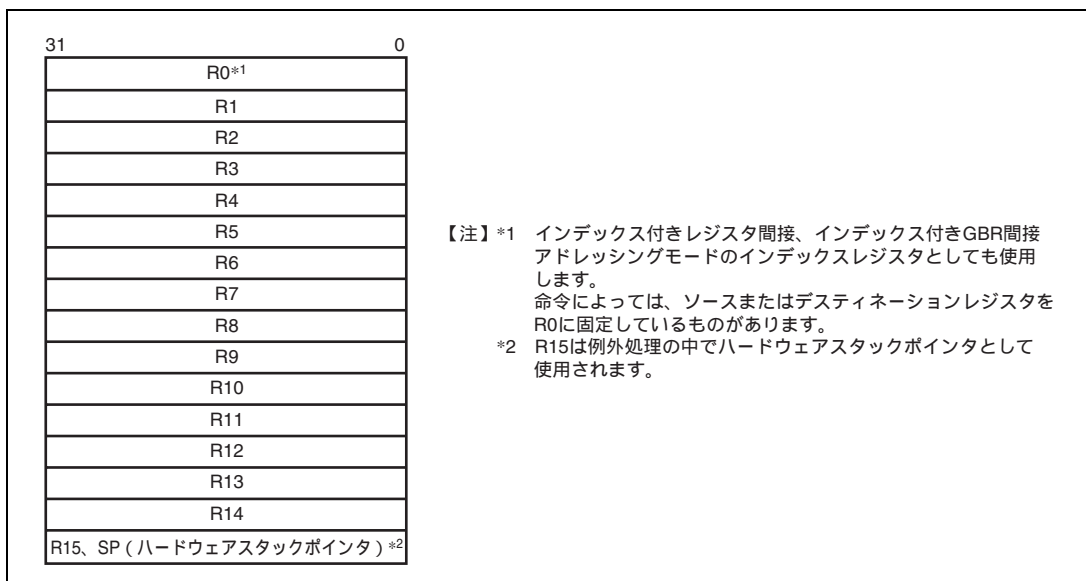 31 0
R0*1
R1
R2
R3
R4
R5
R6
R7
R8
R9
R10
R11
R12
R13
R14
R15、SP（ハードウェアスタックポインタ）*2
【注】*1 インデックス付きレジスタ間接、インデックス付きGBR間接
アドレッシングモードのインデックスレジスタとしても使用
します。
命令によっては、ソースまたはデスティネーションレジスタを
R0に固定しているものがあります。
*2 R15は例外処理の中でハードウェアスタックポインタとして
使用されます。